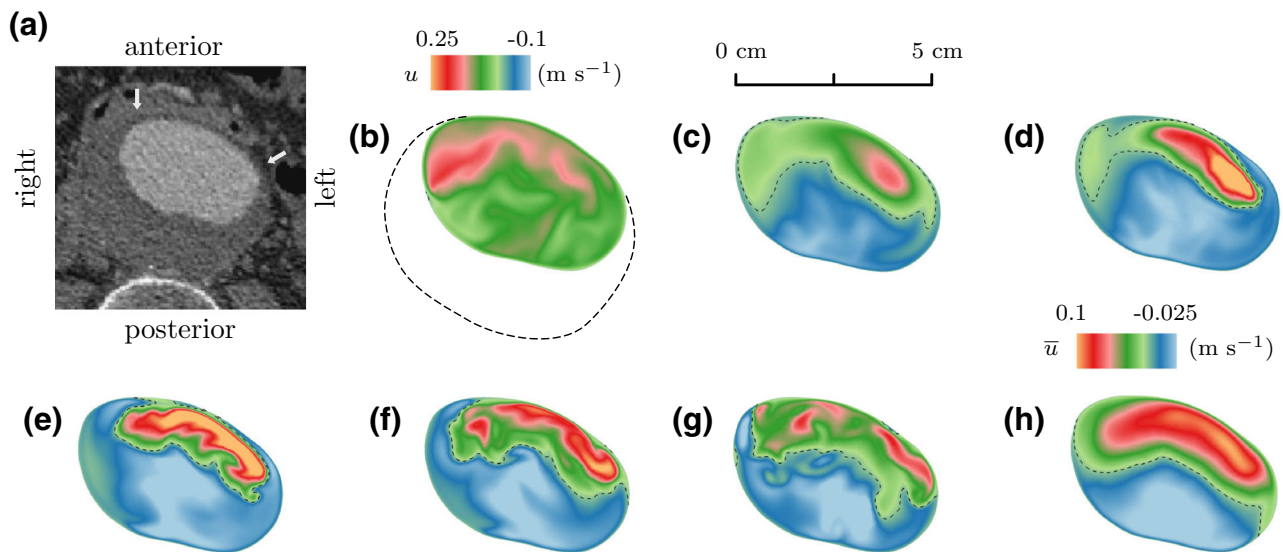 (a)
anterior
right
left
posterior
0.25 -0.1
u (m s⁻¹)
0 cm 5 cm
(b)
(c)
(d)
0.1 -0.025
u̅ (m s⁻¹)
(e)
(f)
(g)
(h)